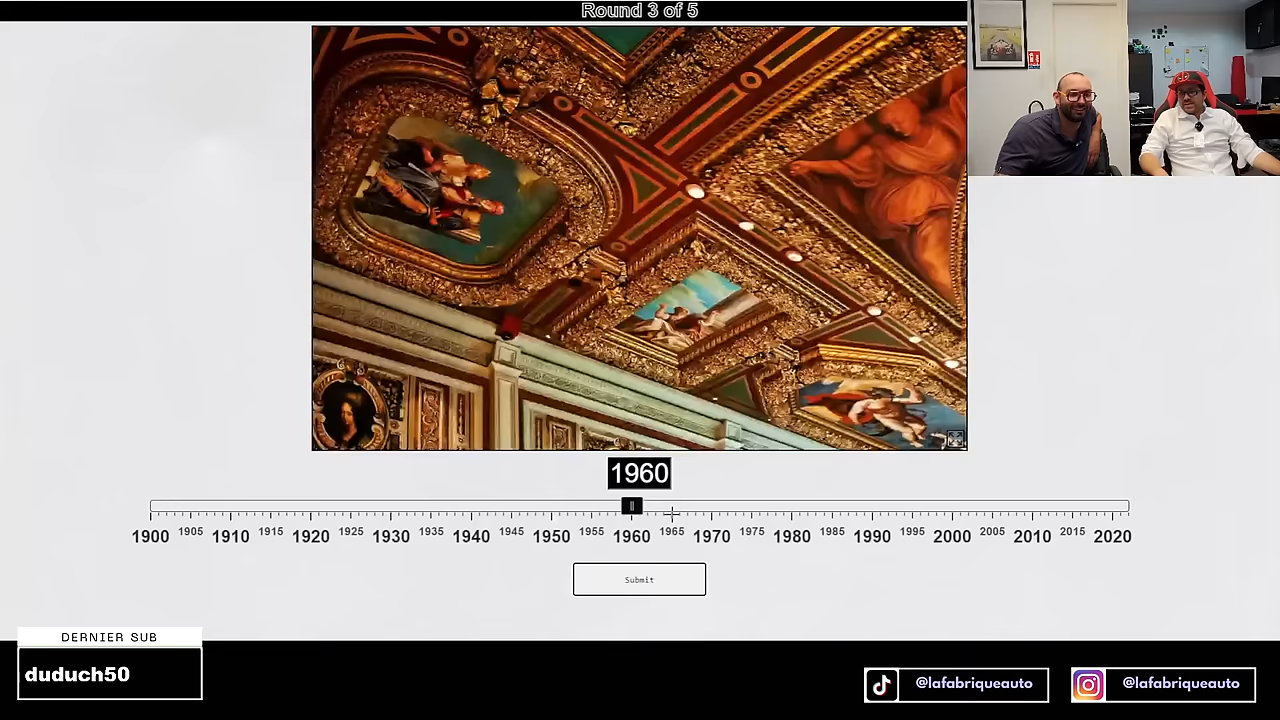 Round 3 of 5
1960
1900 1905 1910 1915 1920 1925 1930 1935 1940 1945 1950 1955 1960 1965 1970 1975 1980 1985 1990 1995 2000 2005 2010 2015 2020
Submit
DERNIER SUB
duduch50
@lafabriqueauto
@lafabriqueauto